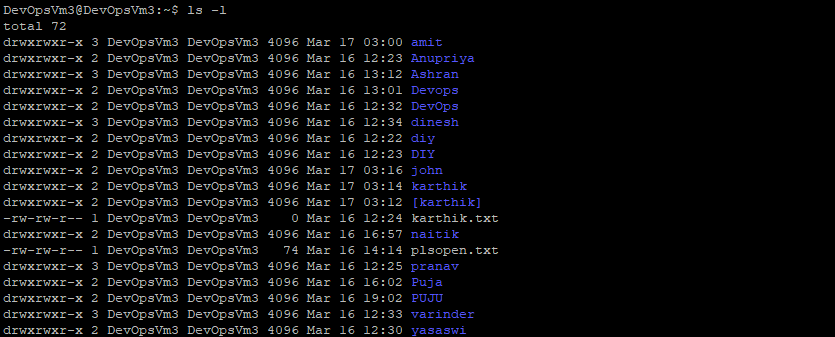 DevOpsVm3@DevOpsVm3:~$ ls -l
total 72
drwxrwxr-x 3 DevOpsVm3 DevOpsVm3 4096 Mar 17 03:00 amit
drwxrwxr-x 2 DevOpsVm3 DevOpsVm3 4096 Mar 16 12:23 Anupriya
drwxrwxr-x 3 DevOpsVm3 DevOpsVm3 4096 Mar 16 13:12 Ashran
drwxrwxr-x 2 DevOpsVm3 DevOpsVm3 4096 Mar 16 13:01 Devops
drwxrwxr-x 2 DevOpsVm3 DevOpsVm3 4096 Mar 16 12:32 DevOps
drwxrwxr-x 3 DevOpsVm3 DevOpsVm3 4096 Mar 16 12:34 dinesh
drwxrwxr-x 2 DevOpsVm3 DevOpsVm3 4096 Mar 16 12:22 diy
drwxrwxr-x 2 DevOpsVm3 DevOpsVm3 4096 Mar 16 12:23 DIY
drwxrwxr-x 2 DevOpsVm3 DevOpsVm3 4096 Mar 17 03:16 john
drwxrwxr-x 2 DevOpsVm3 DevOpsVm3 4096 Mar 17 03:14 karthik
drwxrwxr-x 2 DevOpsVm3 DevOpsVm3 4096 Mar 17 03:12 [karthik]
-rw-rw-r-- 1 DevOpsVm3 DevOpsVm3    0 Mar 16 12:24 karthik.txt
drwxrwxr-x 2 DevOpsVm3 DevOpsVm3 4096 Mar 16 16:57 naitik
-rw-rw-r-- 1 DevOpsVm3 DevOpsVm3   74 Mar 16 14:14 plsopen.txt
drwxrwxr-x 3 DevOpsVm3 DevOpsVm3 4096 Mar 16 12:25 pranav
drwxrwxr-x 2 DevOpsVm3 DevOpsVm3 4096 Mar 16 16:02 Puja
drwxrwxr-x 2 DevOpsVm3 DevOpsVm3 4096 Mar 16 19:02 PUJU
drwxrwxr-x 3 DevOpsVm3 DevOpsVm3 4096 Mar 16 12:33 varinder
drwxrwxr-x 2 DevOpsVm3 DevOpsVm3 4096 Mar 16 12:30 yasaswi